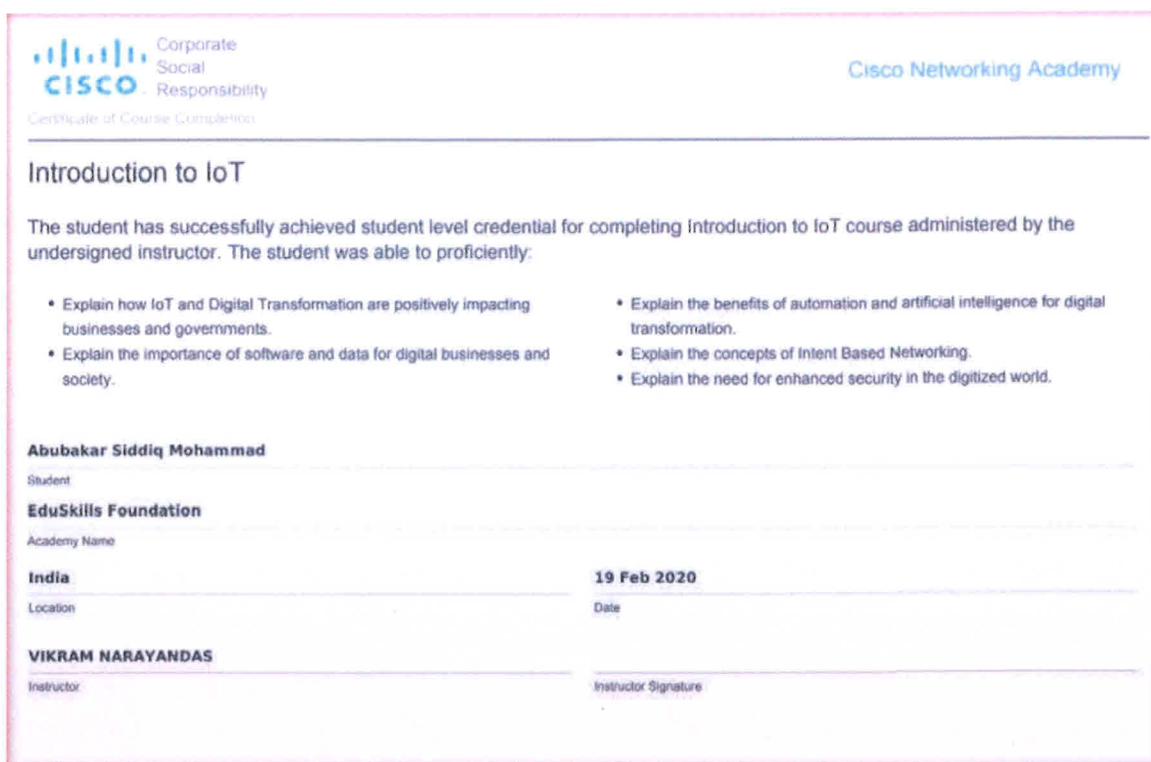 Corporate
Social
Responsibility
CISCO
Cisco Networking Academy
Certificate of Course Completion
Introduction to IoT
The student has successfully achieved student level credential for completing Introduction to IoT course administered by the
undersigned instructor. The student was able to proficiently:
• Explain how IoT and Digital Transformation are positively impacting
businesses and governments.
• Explain the importance of software and data for digital businesses and
society.
• Explain the benefits of automation and artificial intelligence for digital
transformation.
• Explain the concepts of Intent Based Networking.
• Explain the need for enhanced security in the digitized world.
Abubakar Siddiq Mohammad
Student
EduSkills Foundation
Academy Name
India
Location
19 Feb 2020
Date
VIKRAM NARAYANDAS
Instructor
Instructor Signature